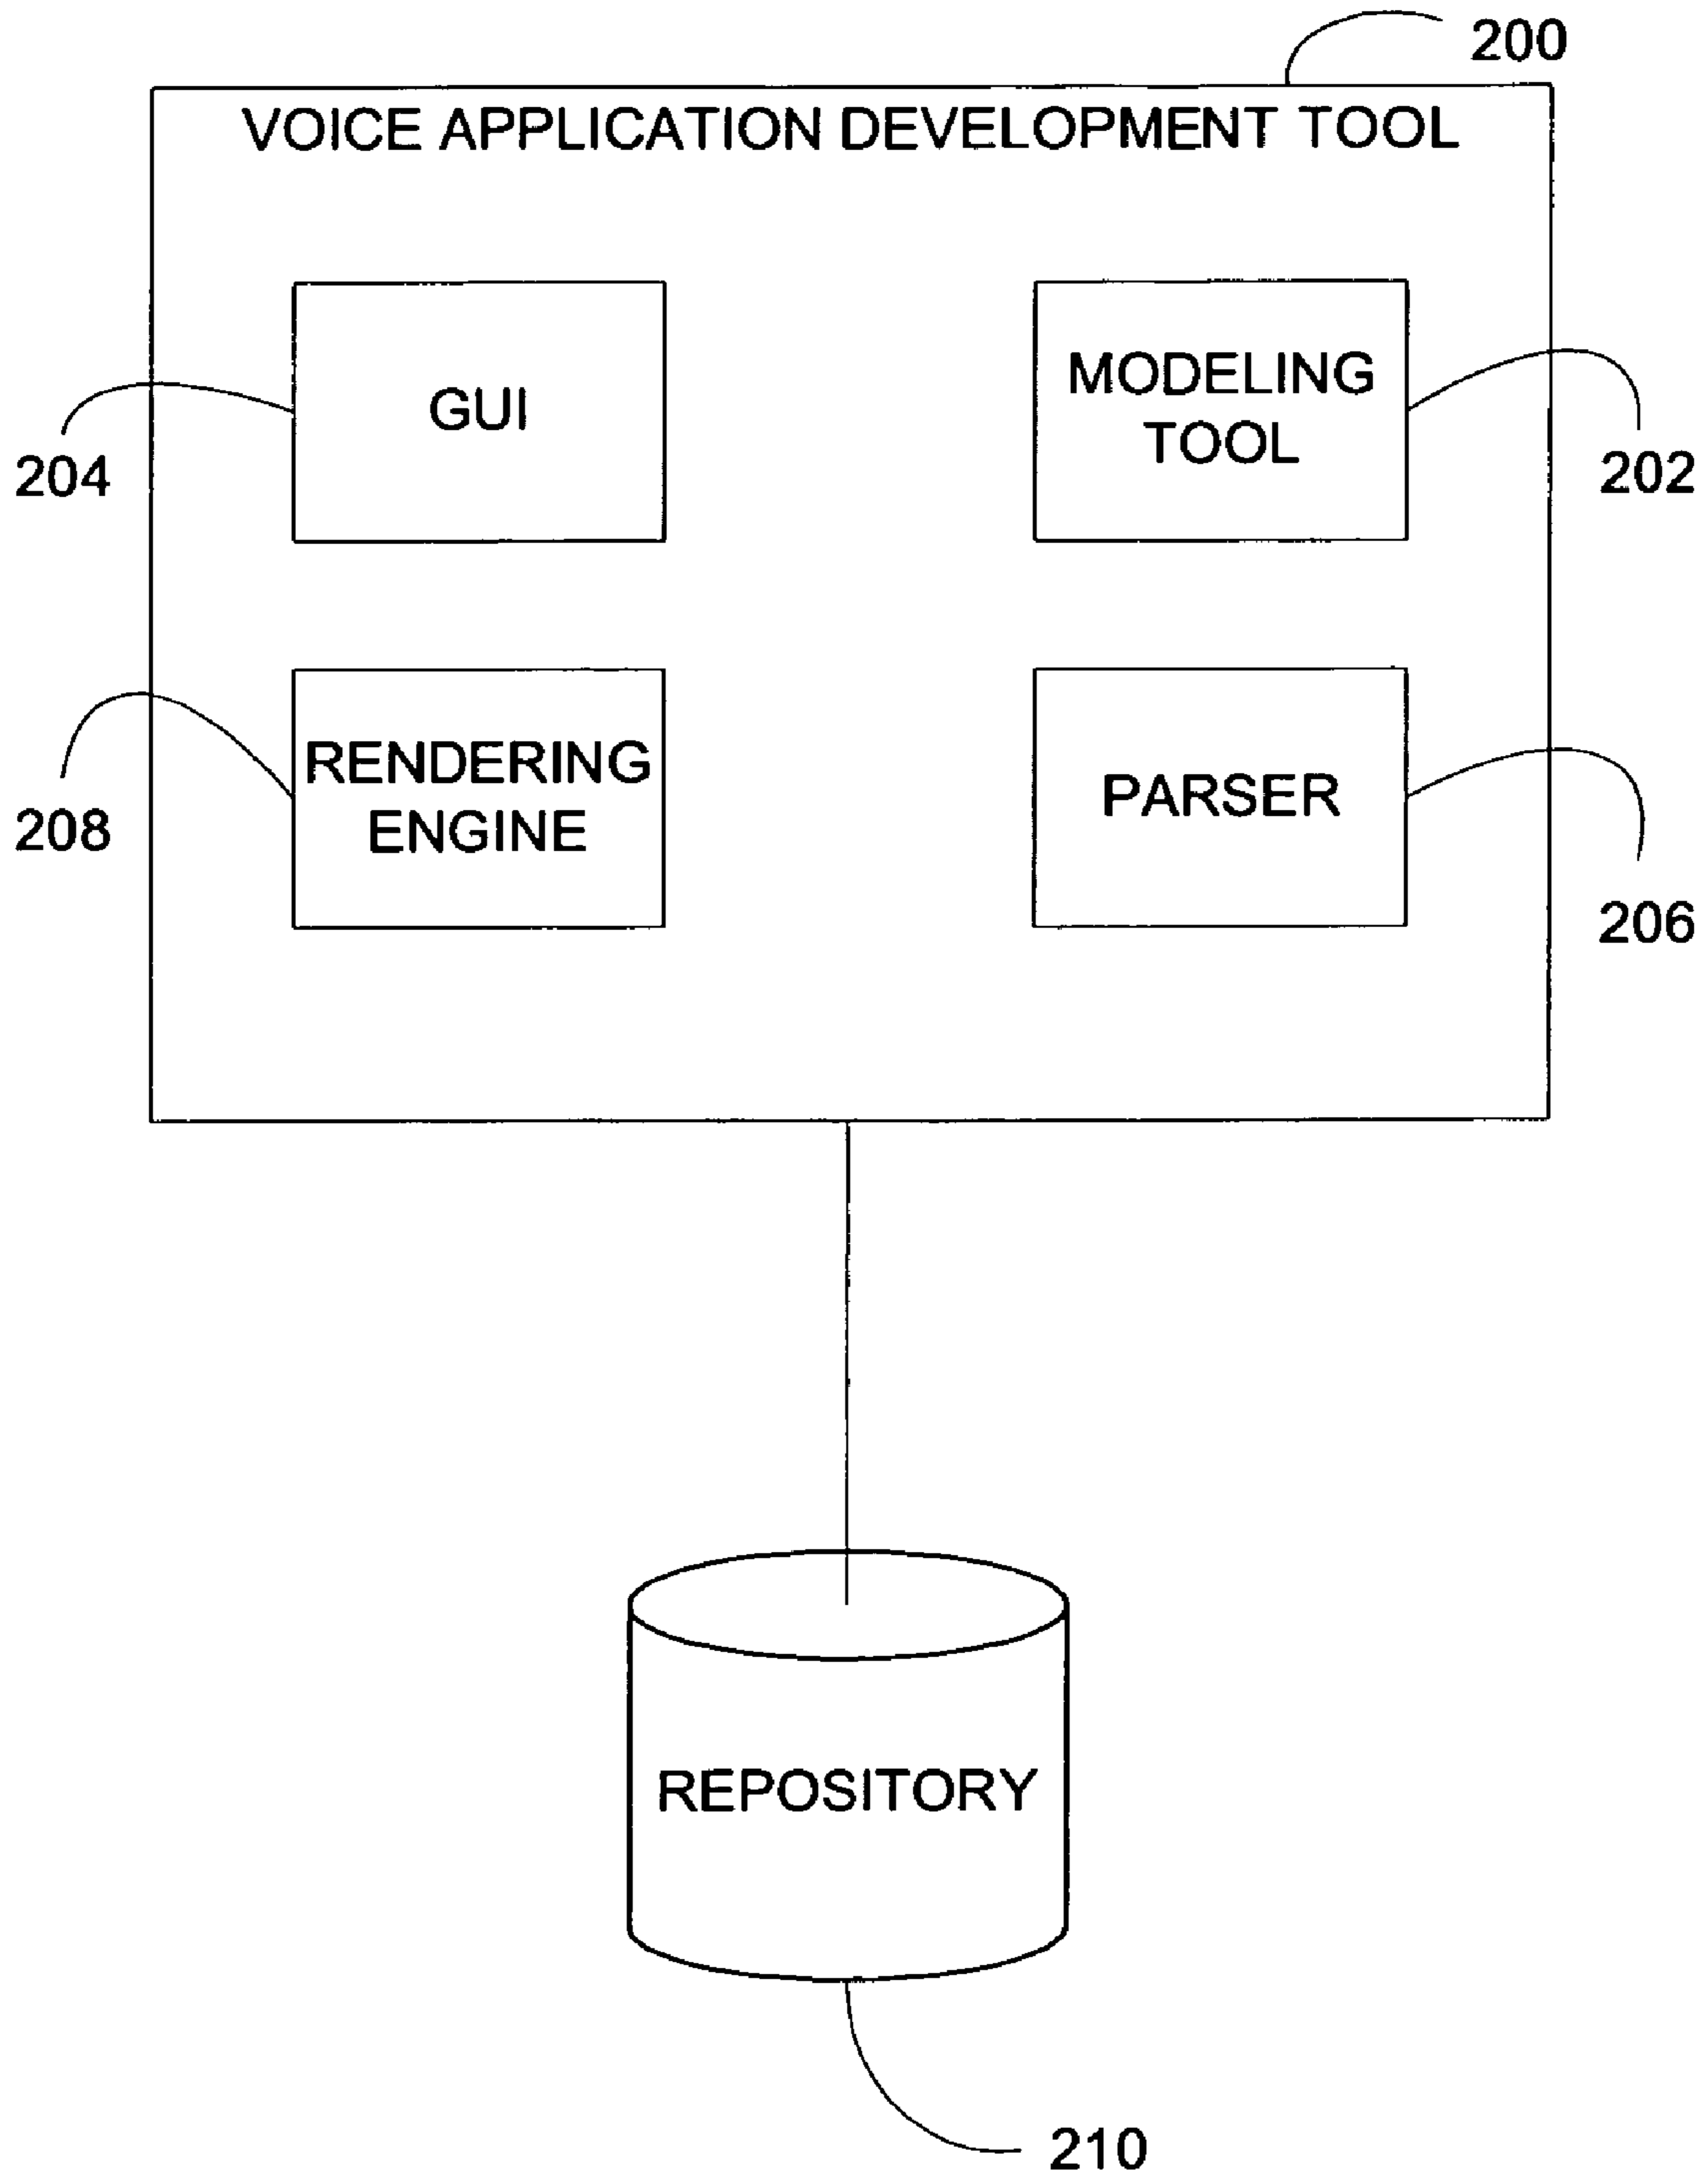 200
VOICE APPLICATION DEVELOPMENT TOOL
GUI
MODELING
TOOL
204
202
RENDERING
ENGINE
PARSER
208
206
REPOSITORY
210